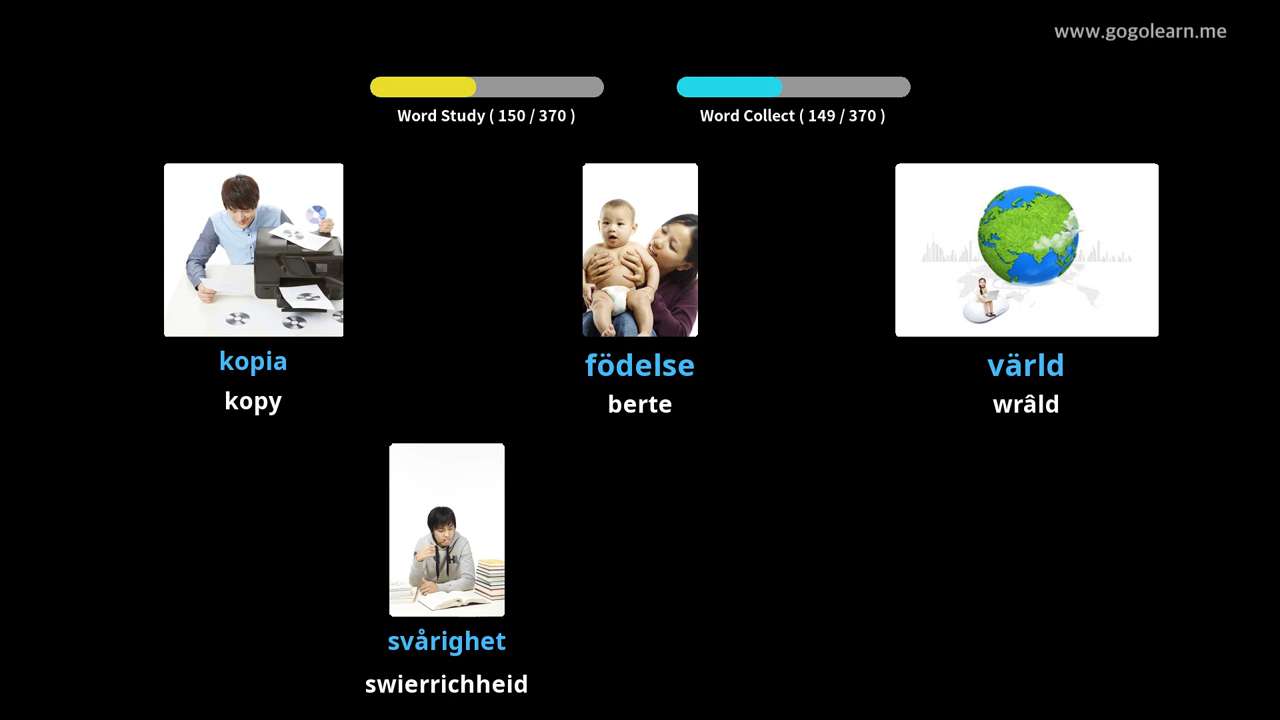 www.gogolearn.me
Word Study ( 150 / 370 )
Word Collect ( 149 / 370 )
kopia
kopy
födelse
berte
värld
wrâld
svårighet
swierrichheid